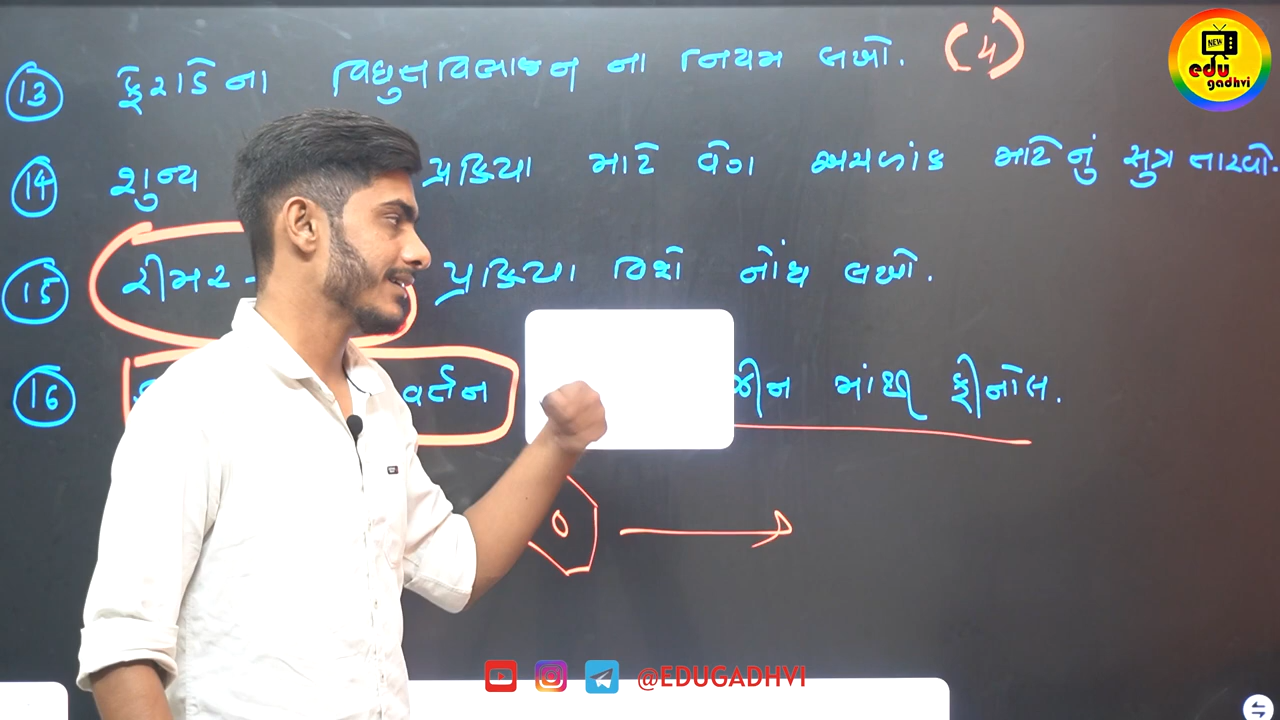 (13) ફેરાડેના વિદ્યુતવિભાજન ના નિયમ લખો. (4)
NEW
edu
gadhvi
(14) શુન્ય પ્રક્રિયા માટે વેગ અચળાંક માટેનું સુત્ર તારવો.
(15) રીમર - પ્રક્રિયા વિશે નોંધ લખો.
(16) વર્તન જીન માંથી ફીનોલ.
@EDUGADHVI